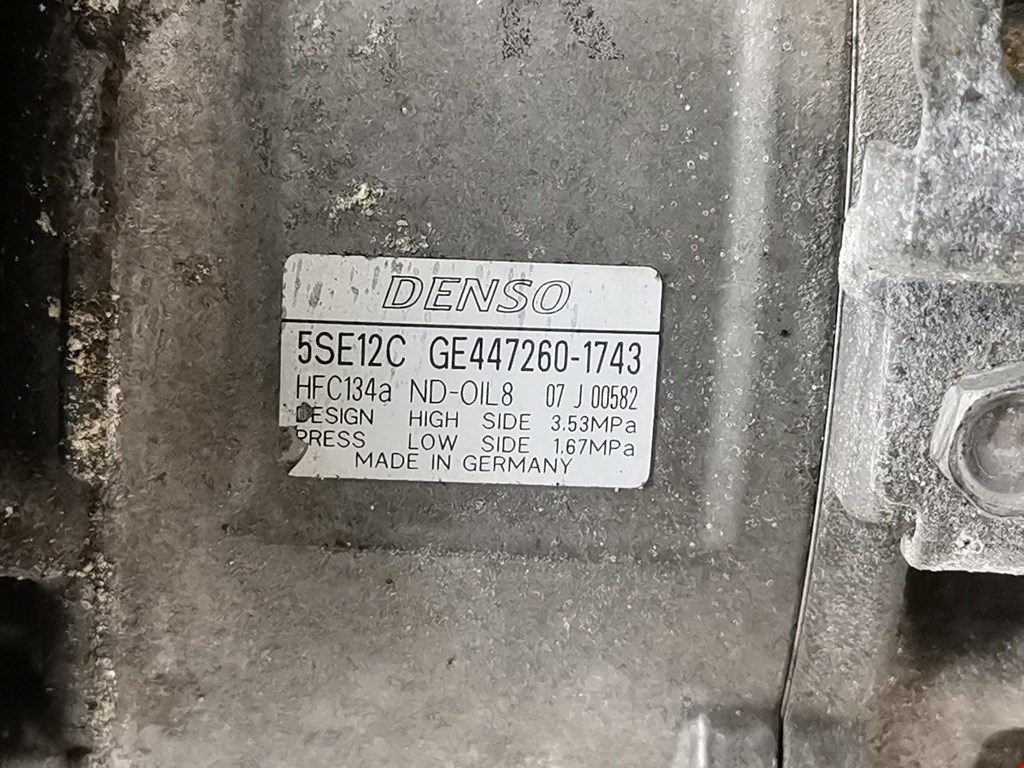 DENSO
5SE12C GE447260-1743
HFC134a ND-OIL8 07 J 00582
DESIGN HIGH SIDE 3.53MPa
PRESS LOW SIDE 1.67MPa
MADE IN GERMANY